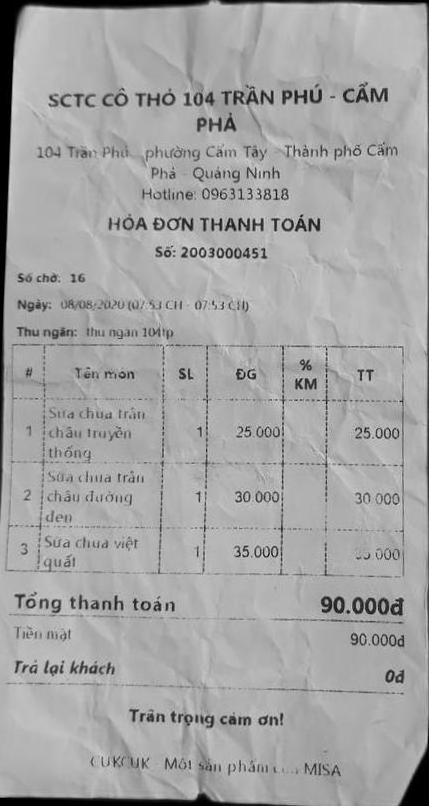 SCTC CÔ THỎ 104 TRẦN PHÚ - CẨM
PHẢ
104 Trần Phú phường Cẩm Tây - Thành phố Cẩm
Phả - Quảng Ninh
Hotline: 0963133818
HÓA ĐƠN THANH TOÁN
Số: 2003000451
Số chờ: 16
Ngày: 08/08/2020 (07:53 CH - 07:53 CH)
Thu ngân: thu ngân 104tp
# Tên món SL ĐG % KM TT
1 Sữa chua trân châu truyền thống 1 25.000 25.000
2 Sữa chua trân châu đường đen 1 30.000 30.000
3 Sữa chua việt quất 1 35.000
Tổng thanh toán 90.000đ
Tiền mặt 90.000đ
Trả lại khách 0đ
Trân trọng cảm ơn!
CUKCUK - Một sản phẩm MISA